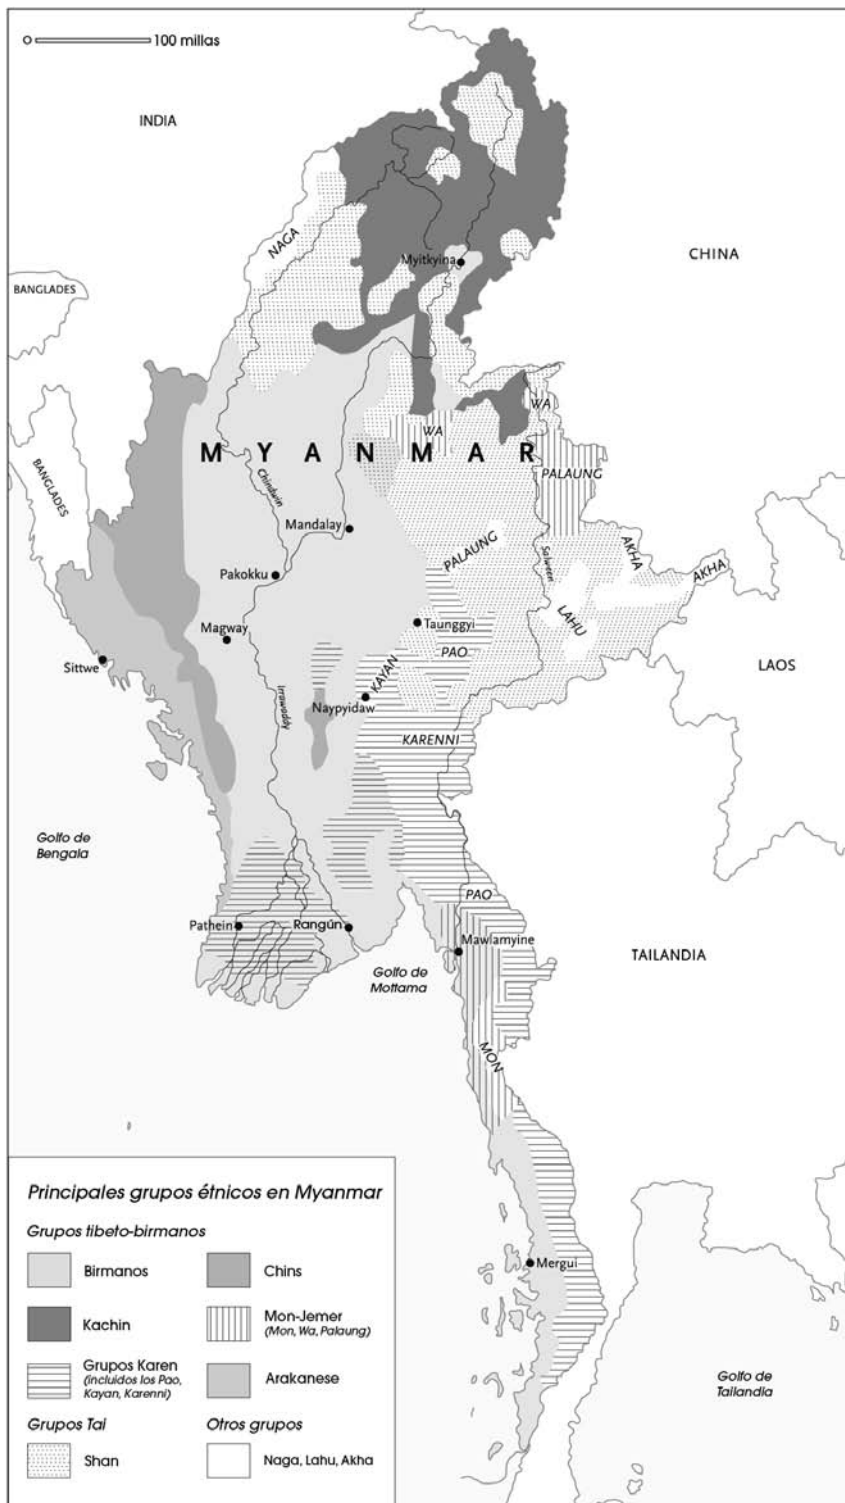 100 millas
INDIA
CHINA
NAGA
Myitkyina
BANGLADES
BANGLADES
WA
WA
MYANMAR
PALAUNG
Chindwin
Mandalay
PALAUNG
Salween
AKHA
AKHA
Pakokku
LAHU
Magway
Taunggyi
PAO
Sittwe
KAYAN
LAOS
Irrawaddy
Naypyidaw
KARENNI
Golfo de
Bengala
PAO
Pathein
Rangún
Mawlamyine
TAILANDIA
Golfo de
Mottama
MON
Mergui
Golfo de
Tailandia
Principales grupos étnicos en Myanmar
Grupos tibeto-birmanos
Birmanos
Chins
Kachin
Mon-Jemer
(Mon, Wa, Palaung)
Grupos Karen
(incluidos los Pao,
Kayan, Karenni)
Arakanese
Grupos Tai
Otros grupos
Shan
Naga, Lahu, Akha